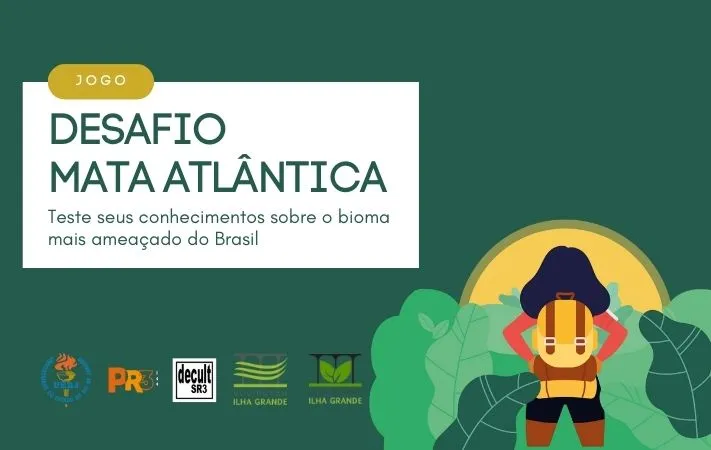 JOGO
DESAFIO
MATA ATLÂNTICA
Teste seus conhecimentos sobre o bioma
mais ameaçado do Brasil
UERJ
PR3
decult
SR3
ILHA GRANDE
ILHA GRANDE